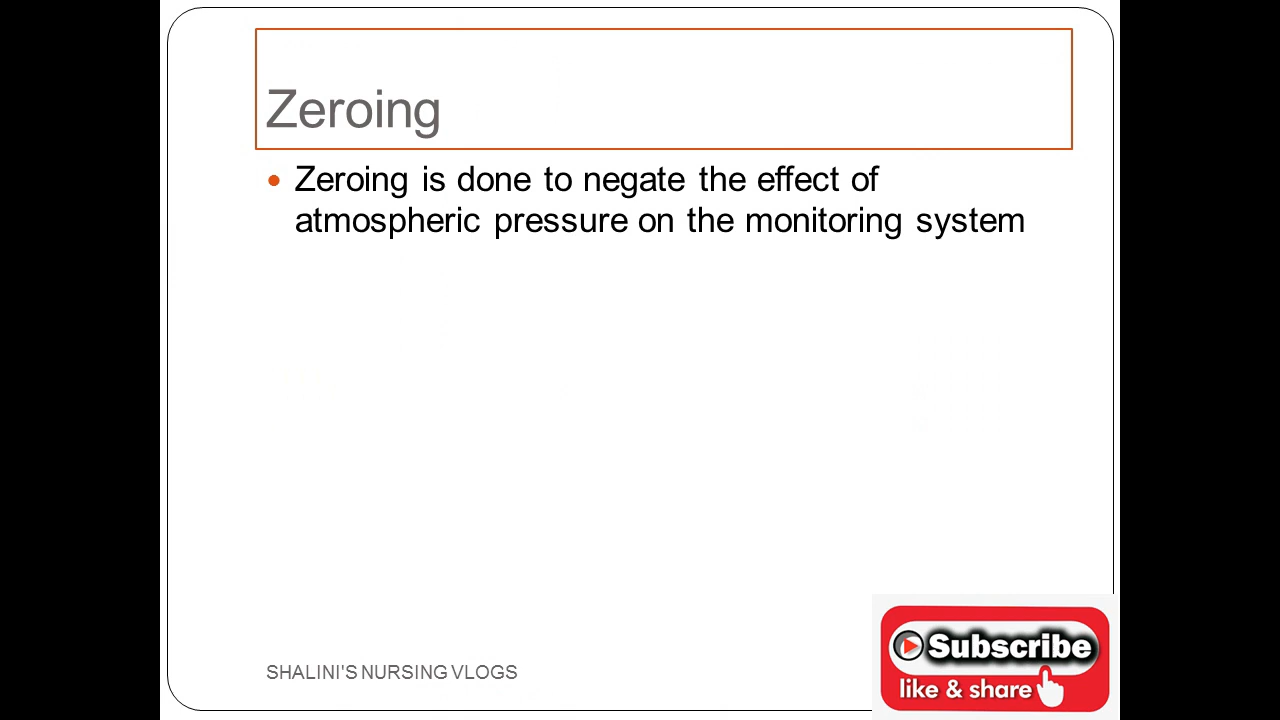 Zeroing
Zeroing is done to negate the effect of
atmospheric pressure on the monitoring system
SHALINI'S NURSING VLOGS
Subscribe
like & share